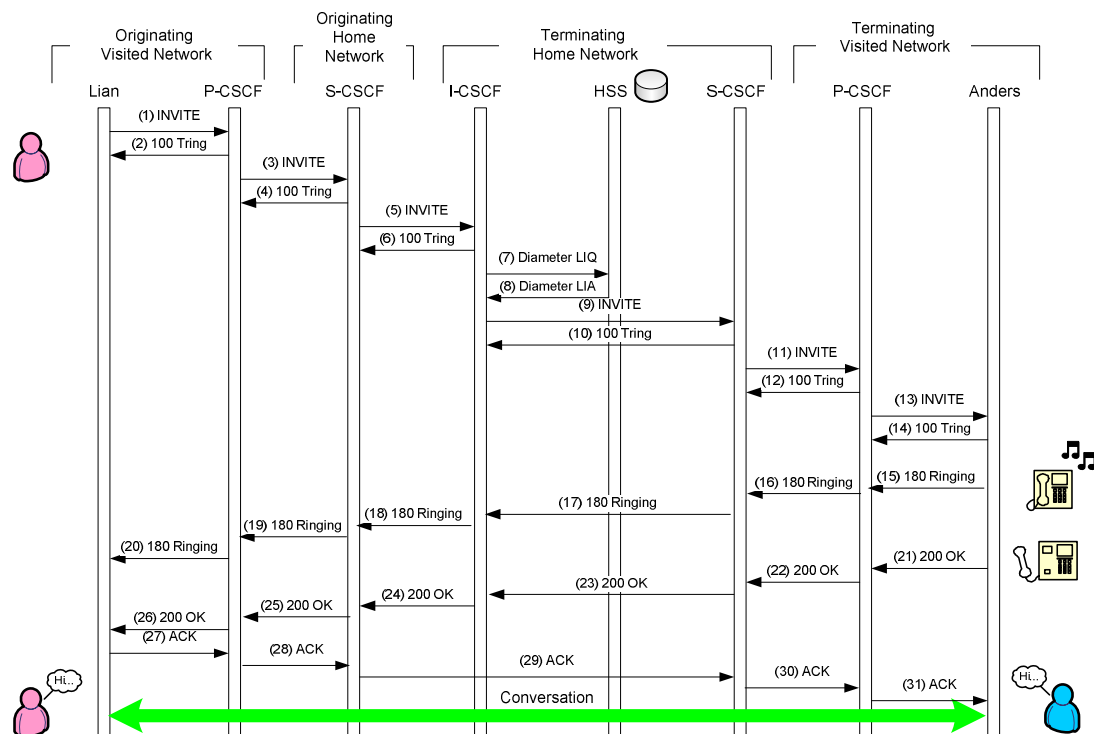 Originating
Visited Network
Originating
Home
Network
Terminating
Home Network
Terminating
Visited Network
Lian
P-CSCF
S-CSCF
I-CSCF
HSS
S-CSCF
P-CSCF
Anders
(1) INVITE
(2) 100 Tring
(3) INVITE
(4) 100 Tring
(5) INVITE
(6) 100 Tring
(7) Diameter LIQ
(8) Diameter LIA
(9) INVITE
(10) 100 Tring
(11) INVITE
(12) 100 Tring
(13) INVITE
(14) 100 Tring
(15) 180 Ringing
(16) 180 Ringing
(17) 180 Ringing
(18) 180 Ringing
(19) 180 Ringing
(20) 180 Ringing
(21) 200 OK
(22) 200 OK
(23) 200 OK
(24) 200 OK
(25) 200 OK
(26) 200 OK
(27) ACK
(28) ACK
(29) ACK
(30) ACK
(31) ACK
Hi..
Conversation
Hi..